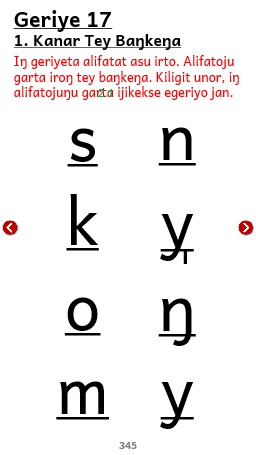 Geriye 17
1. Kanar Tey Baŋkeŋa
Iŋ geriyeta alifatat asu irto. Alifatoju
garta iroŋ tey baŋkeŋa. Kiligit unor, iŋ
alifatojuŋu garta ijikekse egeriyo jan.
s n
k y
o ŋ
m y
345